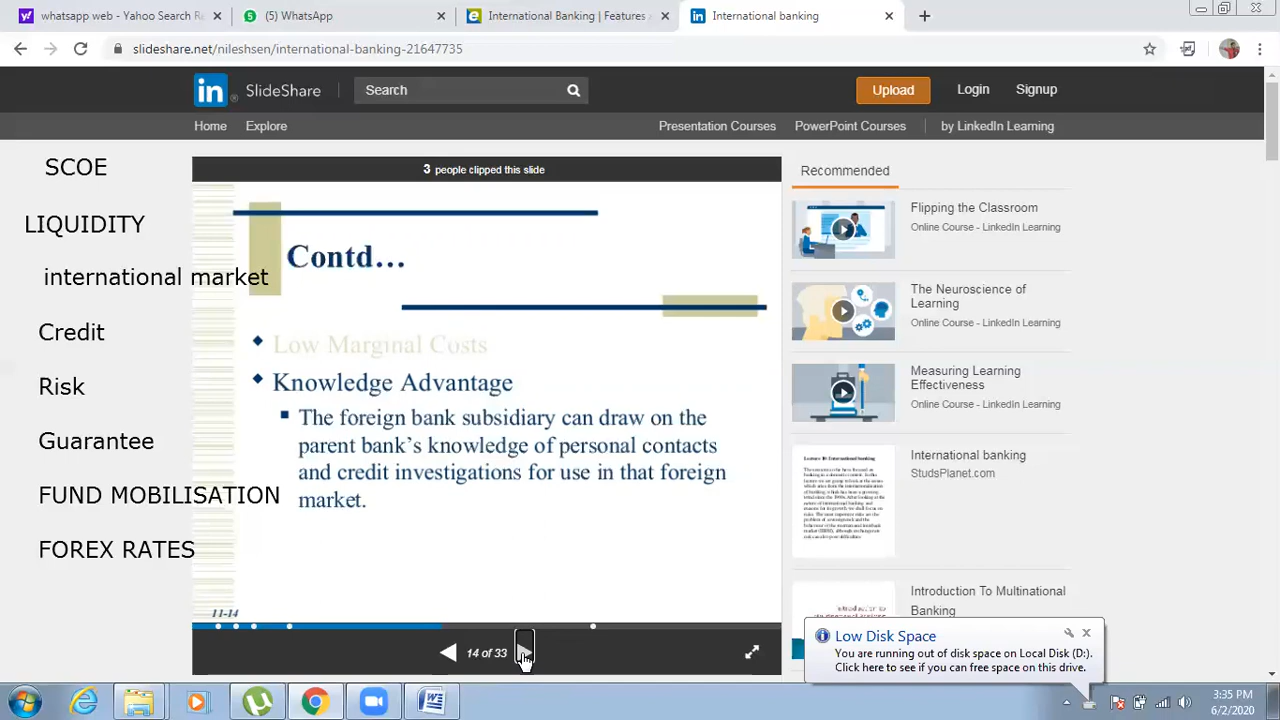 whatsapp web - Yahoo Search R
(5) WhatsApp
International Banking | Features
International banking
slideshare.net/nileshsen/international-banking-21647735
in SlideShare
Search
Upload
Login
Signup
Home
Explore
Presentation Courses
PowerPoint Courses
by LinkedIn Learning
SCOE
LIQUIDITY
international market
Credit
Risk
Guarantee
FUND MOBILISATION
FOREX RATES
3 people clipped this slide
Contd…
Low Marginal Costs
Knowledge Advantage
The foreign bank subsidiary can draw on the
parent bank's knowledge of personal contacts
and credit investigations for use in that foreign
market.
11-14
14 of 33
Recommended
Flipping the Classroom
Online Course - LinkedIn Learning
The Neuroscience of
Learning
Online Course - LinkedIn Learning
Measuring Learning
Effectiveness
Online Course - LinkedIn Learning
International banking
StudsPlanet.com
Introduction To Multinational
Banking
Low Disk Space
You are running out of disk space on Local Disk (D:).
Click here to see if you can free space on this drive.
3:35 PM
6/2/2020